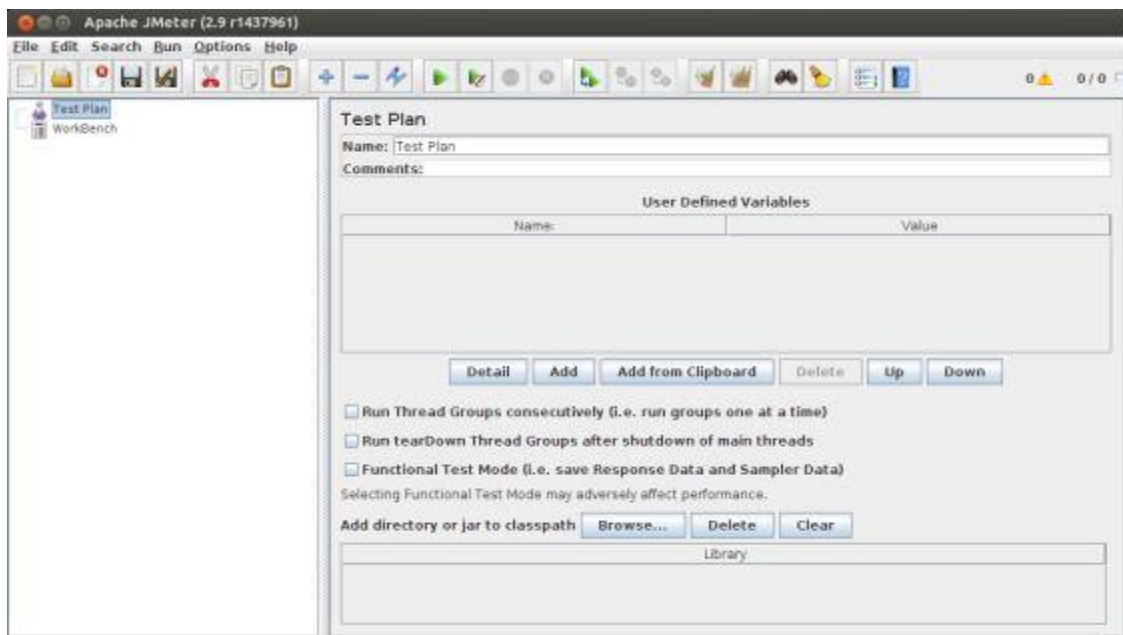 Apache JMeter (2.9 r1437961)
File Edit Search Run Options Help
0 0/0
Test Plan
WorkBench
Test Plan
Name: Test Plan
Comments:
User Defined Variables
Name: Value
Detail Add Add from Clipboard Delete Up Down
Run Thread Groups consecutively (i.e. run groups one at a time)
Run tearDown Thread Groups after shutdown of main threads
Functional Test Mode (i.e. save Response Data and Sampler Data)
Selecting Functional Test Mode may adversely affect performance.
Add directory or jar to classpath Browse... Delete Clear
Library